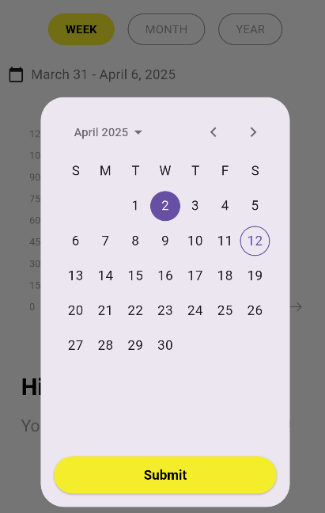 WEEK MONTH YEAR
March 31 - April 6, 2025
April 2025
S M T W T F S
1 2 3 4 5
6 7 8 9 10 11 12
13 14 15 16 17 18 19
20 21 22 23 24 25 26
27 28 29 30
12
10
90
75
60
45
30
15
0
Hi
Yo
Submit